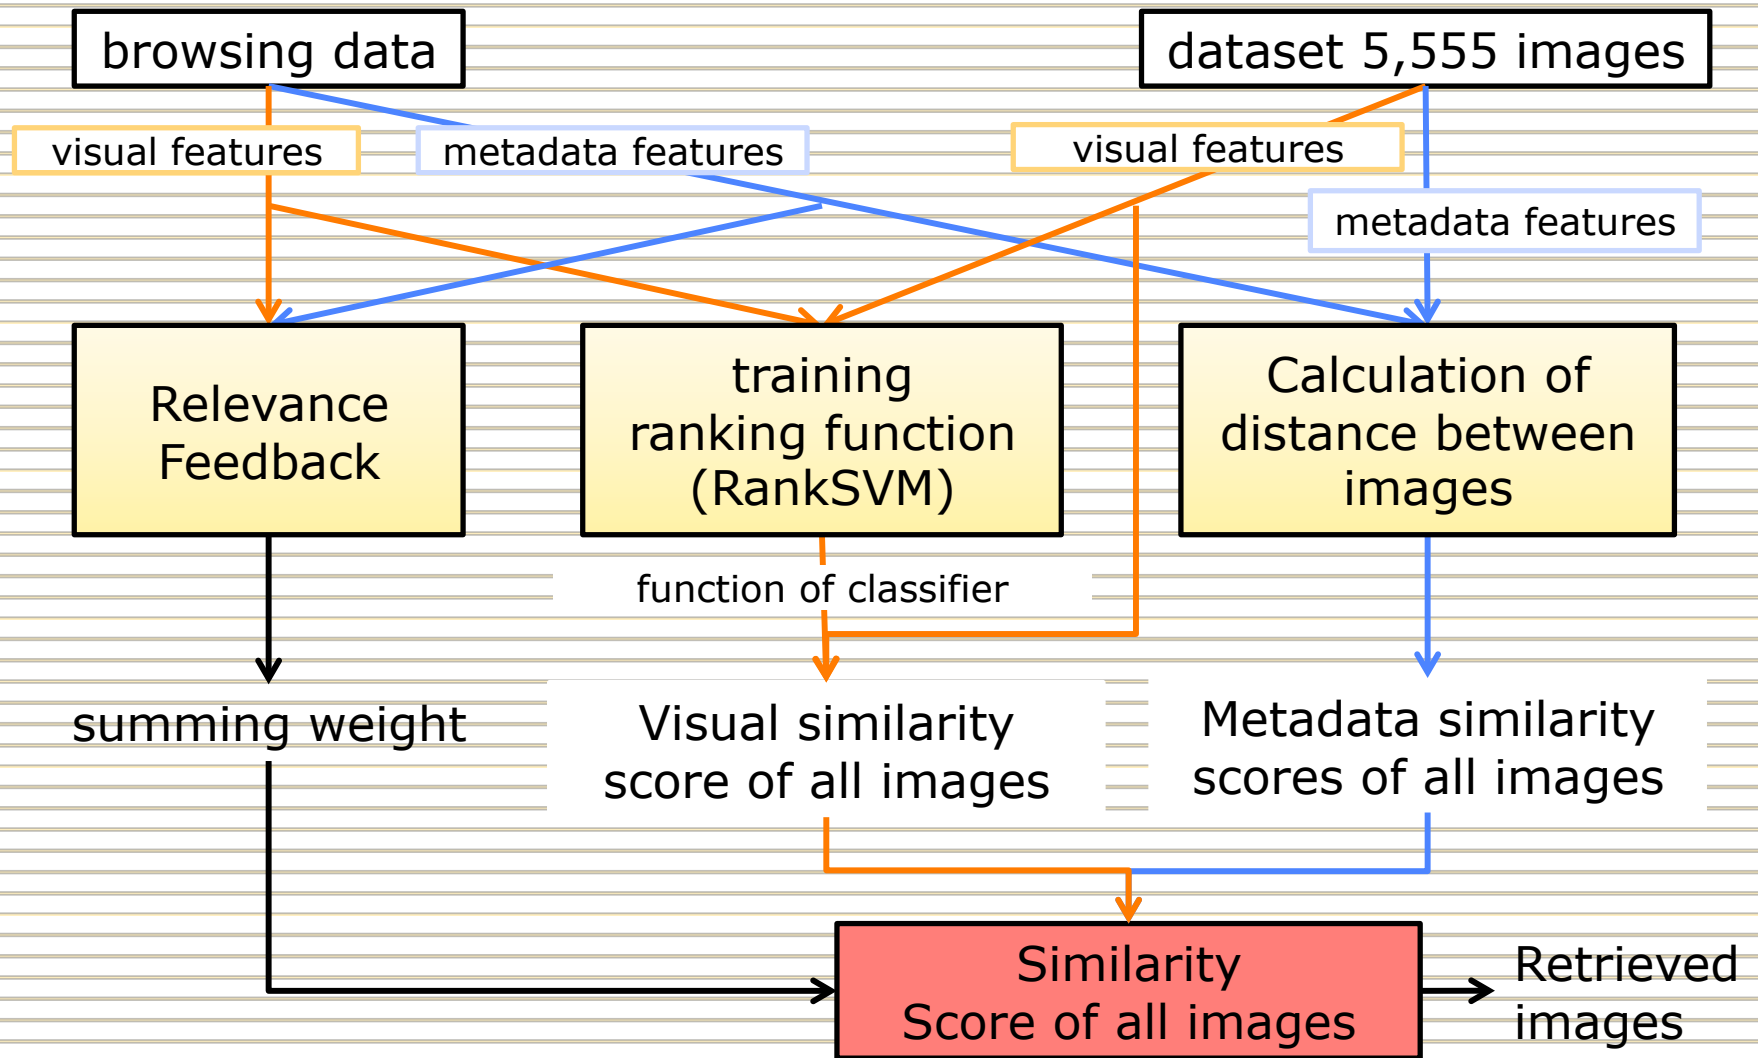 browsing data
dataset 5,555 images
visual features
metadata features
visual features
metadata features
Relevance
Feedback
training
ranking function
(RankSVM)
Calculation of
distance between
images
function of classifier
summing weight
Visual similarity
score of all images
Metadata similarity
scores of all images
Similarity
Score of all images
Retrieved
images